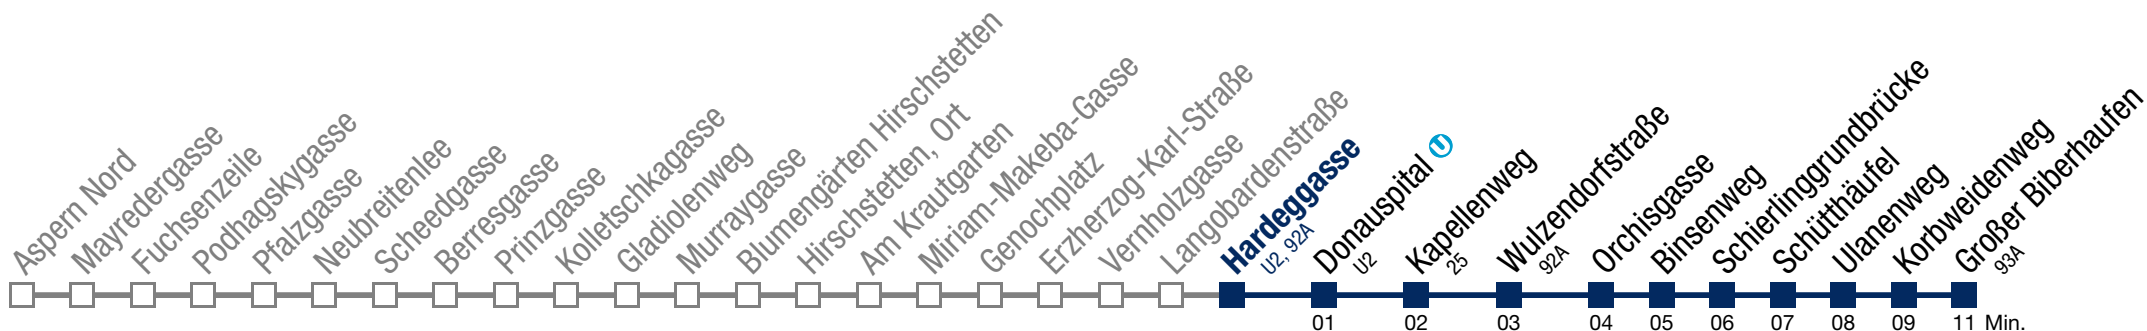 Aspern Nord
Mayredergasse
Fuchsenzeile
Podhagskygasse
Pfalzgasse
Neubreitenlee
Scheedgasse
Berresgasse
Prinzgasse
Kolletschkagasse
Gladiolenweg
Murraygasse
Blumengärten Hirschstetten
Hirschstetten, Ort
Am Krautgarten
Miriam-Makeba-Gasse
Genochplatz
Erzherzog-Karl-Straße
Vernholzgasse
Langobardenstraße
Hardeggasse
U2, 92A
Donauspital
U2
Kapellenweg
25
Wulzendorfstraße
92A
Orchisgasse
Binsenweg
Schierlinggrundbrücke
Schütthäufel
Ulanenweg
Korbweidenweg
Großer Biberhaufen
93A
01 02 03 04 05 06 07 08 09 11 Min.